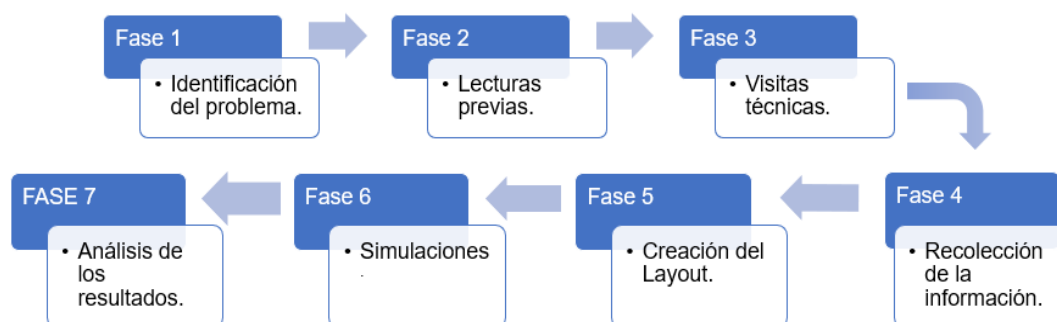 Fase 1
• Identificación
del problema.
Fase 2
• Lecturas
previas.
Fase 3
• Visitas
técnicas.
Fase 4
• Recolección
de la
información.
Fase 5
• Creación del
Layout.
Fase 6
• Simulaciones
.
FASE 7
• Análisis de
los
resultados.